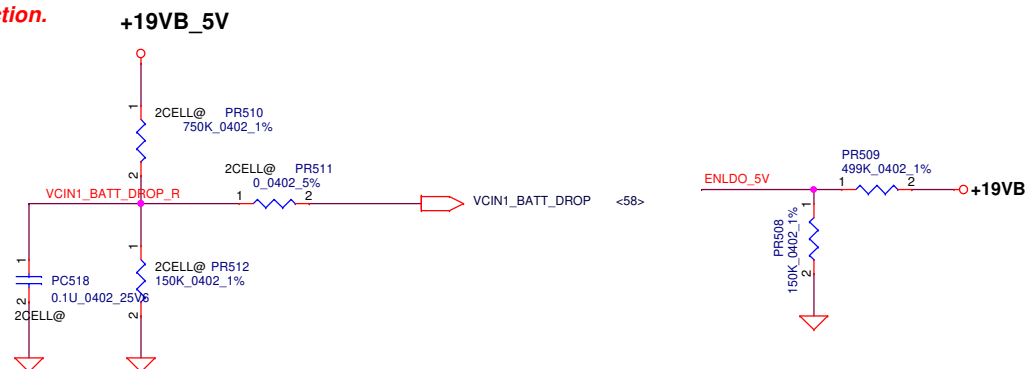 ction.
+19VB_5V
1
2CELL@ PR510
750K_0402_1%
2
VCIN1_BATT_DROP_R
2CELL@ PR511
0_0402_5%
1 2
VCIN1_BATT_DROP <58>
1
PC518
0.1U_0402_25V6
2
2CELL@
1
2CELL@ PR512
150K_0402_1%
2
ENLDO_5V
PR509
499K_0402_1%
1 2
+19VB
1
PR508
150K_0402_1%
2